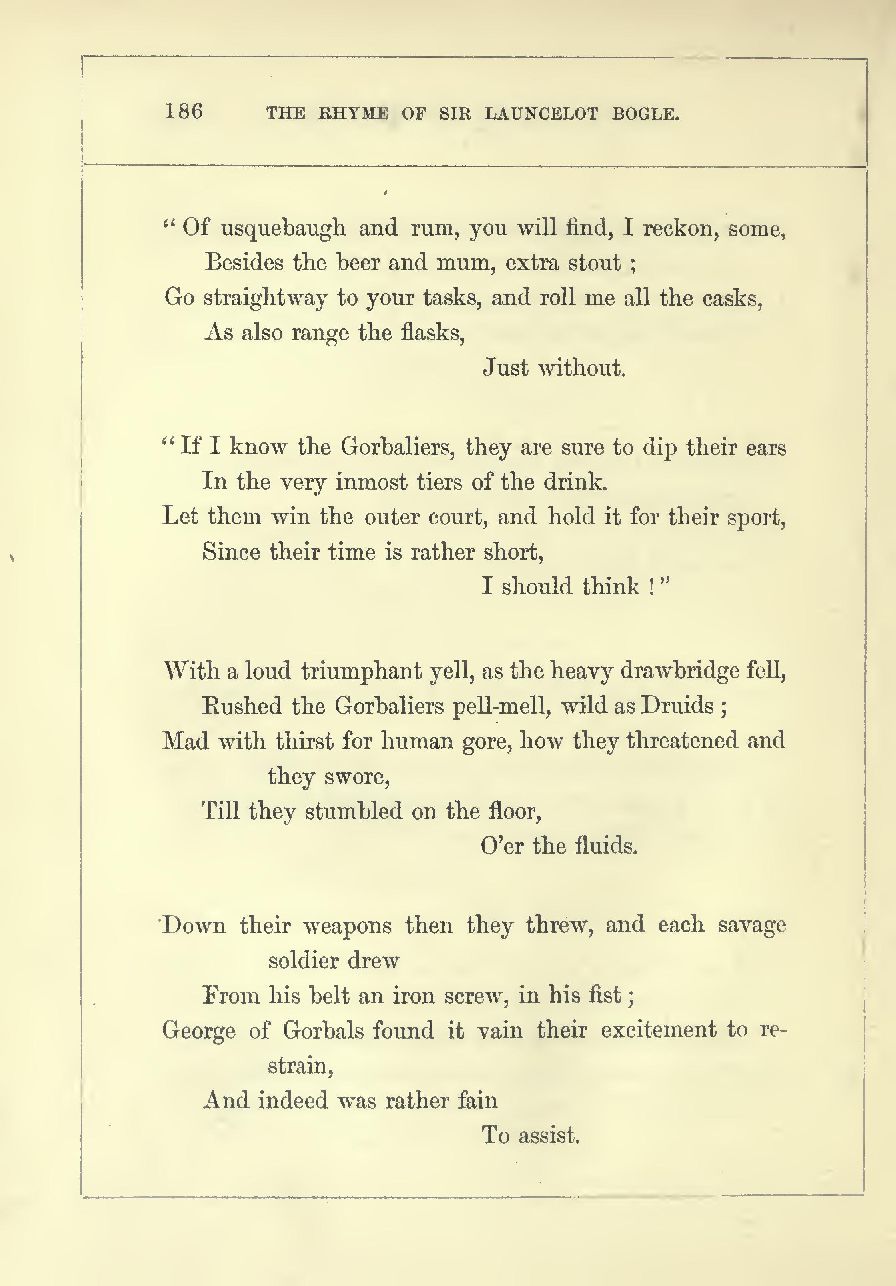 186 THE RHYME OF SIR LAUNCELOT BOGLE.
“ Of usquebaugh and rum, you will find, I reckon, some,
Besides the beer and mum, extra stout ;
Go straightway to your tasks, and roll me all the casks,
As also range the flasks,
Just without.
“ If I know the Gorbaliers, they are sure to dip their ears
In the very inmost tiers of the drink.
Let them win the outer court, and hold it for their sport,
Since their time is rather short,
I should think ! ”
With a loud triumphant yell, as the heavy drawbridge fell,
Rushed the Gorbaliers pell-mell, wild as Druids ;
Mad with thirst for human gore, how they threatened and
they swore,
Till they stumbled on the floor,
O’er the fluids.
Down their weapons then they threw, and each savage
soldier drew
From his belt an iron screw, in his fist ;
George of Gorbals found it vain their excitement to re-
strain,
And indeed was rather fain
To assist.